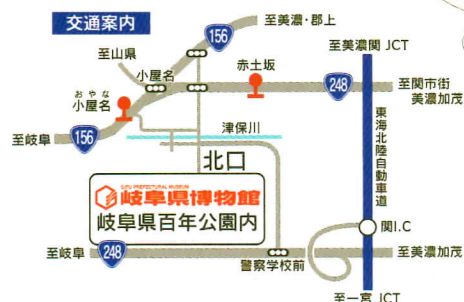 交通案内
至美濃・郡上
156
至美濃関 JCT
至山県
小屋名
赤土坂
248
至関市街
美濃加茂
おやな
小屋名
至岐阜
156
津保川
東海北陸自動車道
北口
GIFU PREFECTURAL MUSEUM
岐阜県博物館
岐阜県百年公園内
関I.C
至岐阜
248
至美濃加茂
警察学校前
至一宮 JCT